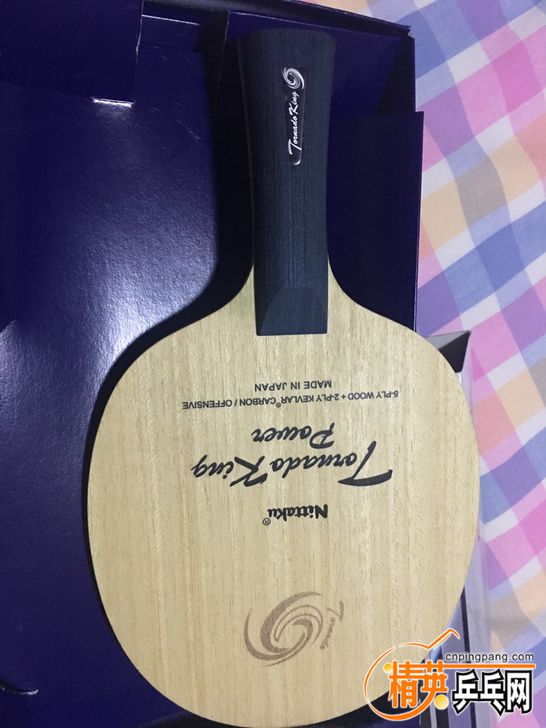 Tornado King
5-PLY WOOD + 2-PLY KEVLAR® CARBON / OFFENSIVE
MADE IN JAPAN
Tornado King
Power
Nittaku®
Tornado
cnpingpang.com
精英乒乓网